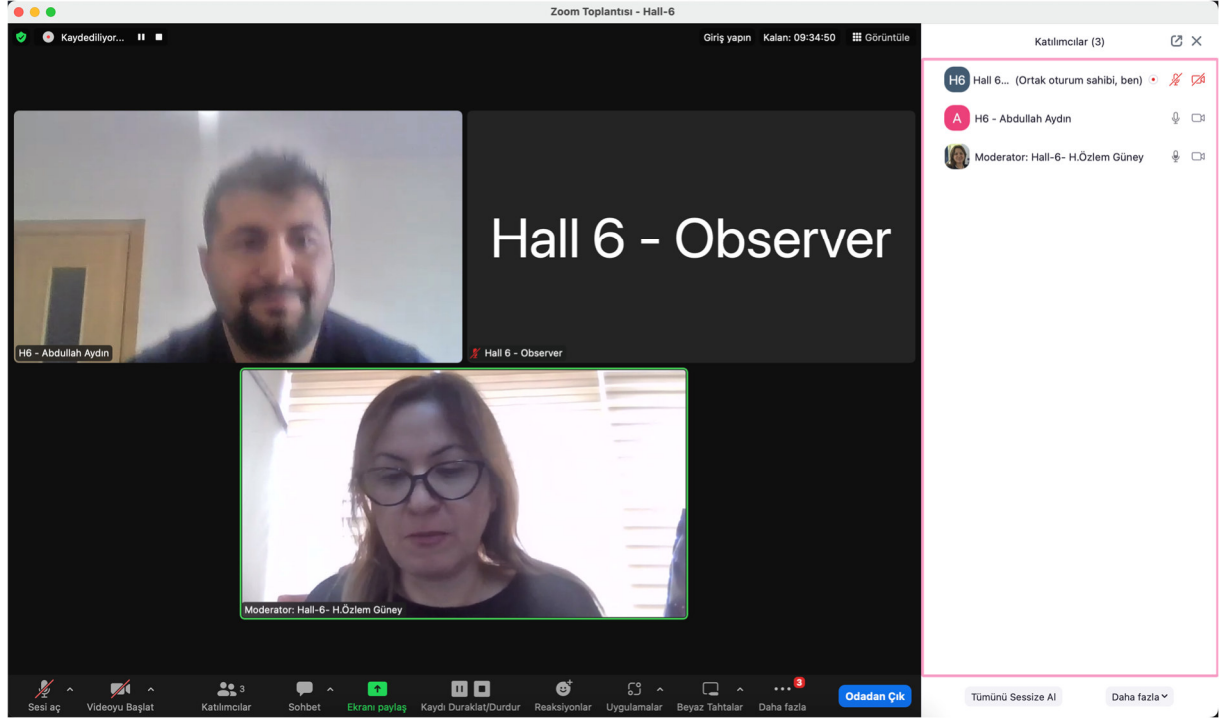 Zoom Toplantısı - Hall-6
Kaydediliyor...
Giriş yapın
Kalan: 09:34:50
Görüntüle
Katılımcılar (3)
H6
Hall 6... (Ortak oturum sahibi, ben)
A
H6 - Abdullah Aydın
Moderator: Hall-6- H.Özlem Güney
Hall 6 - Observer
H6 - Abdullah Aydın
Hall 6 - Observer
Moderator: Hall-6- H.Özlem Güney
Sesi aç
Videoyu Başlat
3
Katılımcılar
Sohbet
Ekranı paylaş
Kaydı Duraklat/Durdur
Reaksiyonlar
Uygulamalar
Beyaz Tahtalar
3
Daha fazla
Odadan Çık
Tümünü Sessize Al
Daha fazla